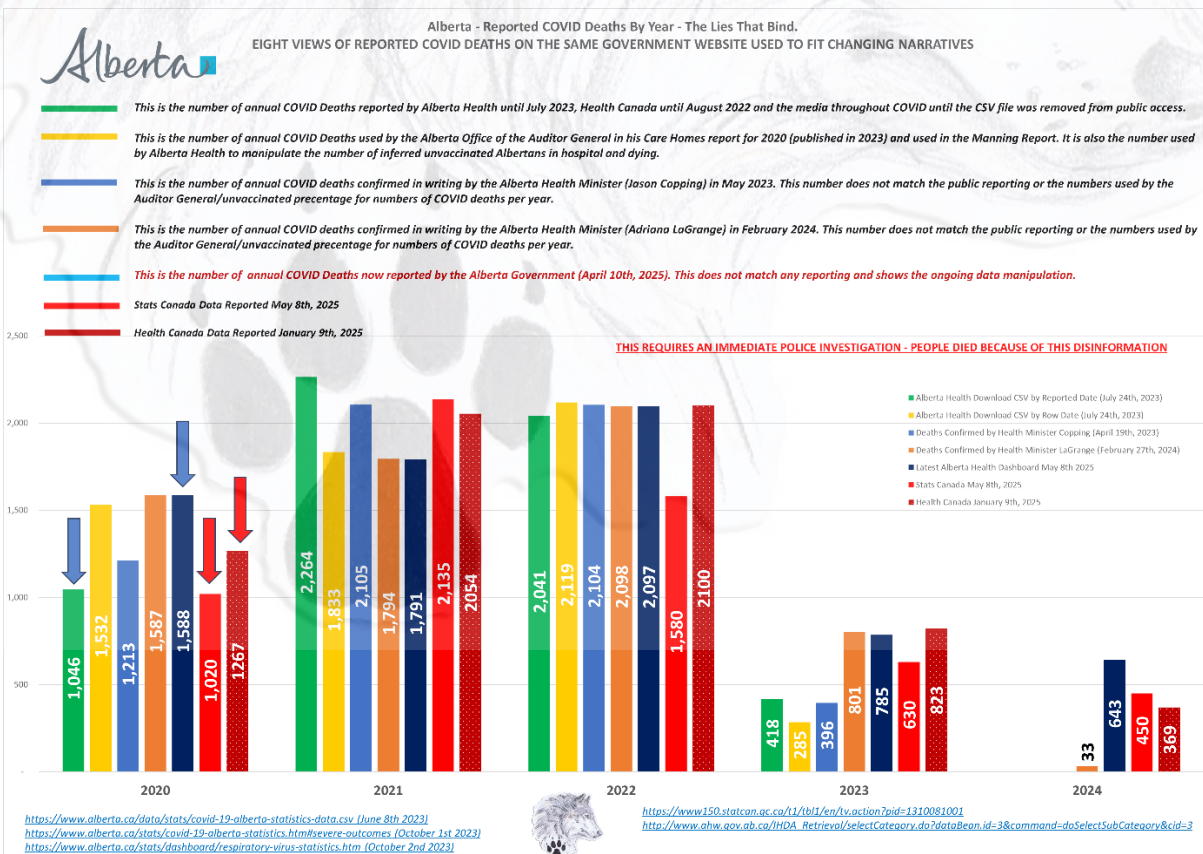 Alberta - Reported COVID Deaths By Year - The Lies That Bind.
EIGHT VIEWS OF REPORTED COVID DEATHS ON THE SAME GOVERNMENT WEBSITE USED TO FIT CHANGING NARRATIVES
Alberta
This is the number of annual COVID Deaths reported by Alberta Health until July 2023, Health Canada until August 2022 and the media throughout COVID until the CSV file was removed from public access.
This is the number of annual COVID Deaths used by the Alberta Office of the Auditor General in his Care Homes report for 2020 (published in 2023) and used in the Manning Report. It is also the number used
by Alberta Health to manipulate the number of inferred unvaccinated Albertans in hospital and dying.
This is the number of annual COVID deaths confirmed in writing by the Alberta Health Minister (Jason Copping) in May 2023. This number does not match the public reporting or the numbers used by the
Auditor General/unvaccinated precentage for numbers of COVID deaths per year.
This is the number of annual COVID deaths confirmed in writing by the Alberta Health Minister (Adriana LaGrange) in February 2024. This number does not match the public reporting or the numbers used by
the Auditor General/unvaccinated precentage for numbers of COVID deaths per year.
This is the number of annual COVID Deaths now reported by the Alberta Government (April 10th, 2025). This does not match any reporting and shows the ongoing data manipulation.
Stats Canada Data Reported May 8th, 2025
Health Canada Data Reported January 9th, 2025
THIS REQUIRES AN IMMEDIATE POLICE INVESTIGATION - PEOPLE DIED BECAUSE OF THIS DISINFORMATION
Alberta Health Download CSV by Reported Date (July 24th, 2023)
Alberta Health Download CSV by Row Date (July 24th, 2023)
Deaths Confirmed by Health Minister Copping (April 19th, 2023)
Deaths Confirmed by Health Minister LaGrange (February 27th, 2024)
Latest Alberta Health Dashboard May 8th 2025
Stats Canada May 8th, 2025
Health Canada January 9th, 2025
2,500
2,000
1,500
1,000
500
-
1,046
1,532
1,213
1,587
1,588
1,020
1267
2,264
1,833
2,105
1,794
1,791
2,135
2054
2,041
2,119
2,104
2,098
2,097
1,580
2100
418
285
396
801
785
630
823
33
643
450
369
2020
2021
2022
2023
2024
https://www.alberta.ca/data/stats/covid-19-alberta-statistics-data.csv (June 8th 2023)
https://www.alberta.ca/stats/covid-19-alberta-statistics.htm#severe-outcomes (October 1st 2023)
https://www.alberta.ca/stats/dashboard/respiratory-virus-statistics.htm (October 2nd 2023)
https://www150.statcan.gc.ca/t1/tbl1/en/tv.action?pid=1310081001
http://www.ahw.gov.ab.ca/IHDA_Retrieval/selectCategory.do?dataBean.id=3&command=doSelectSubCategory&cid=3